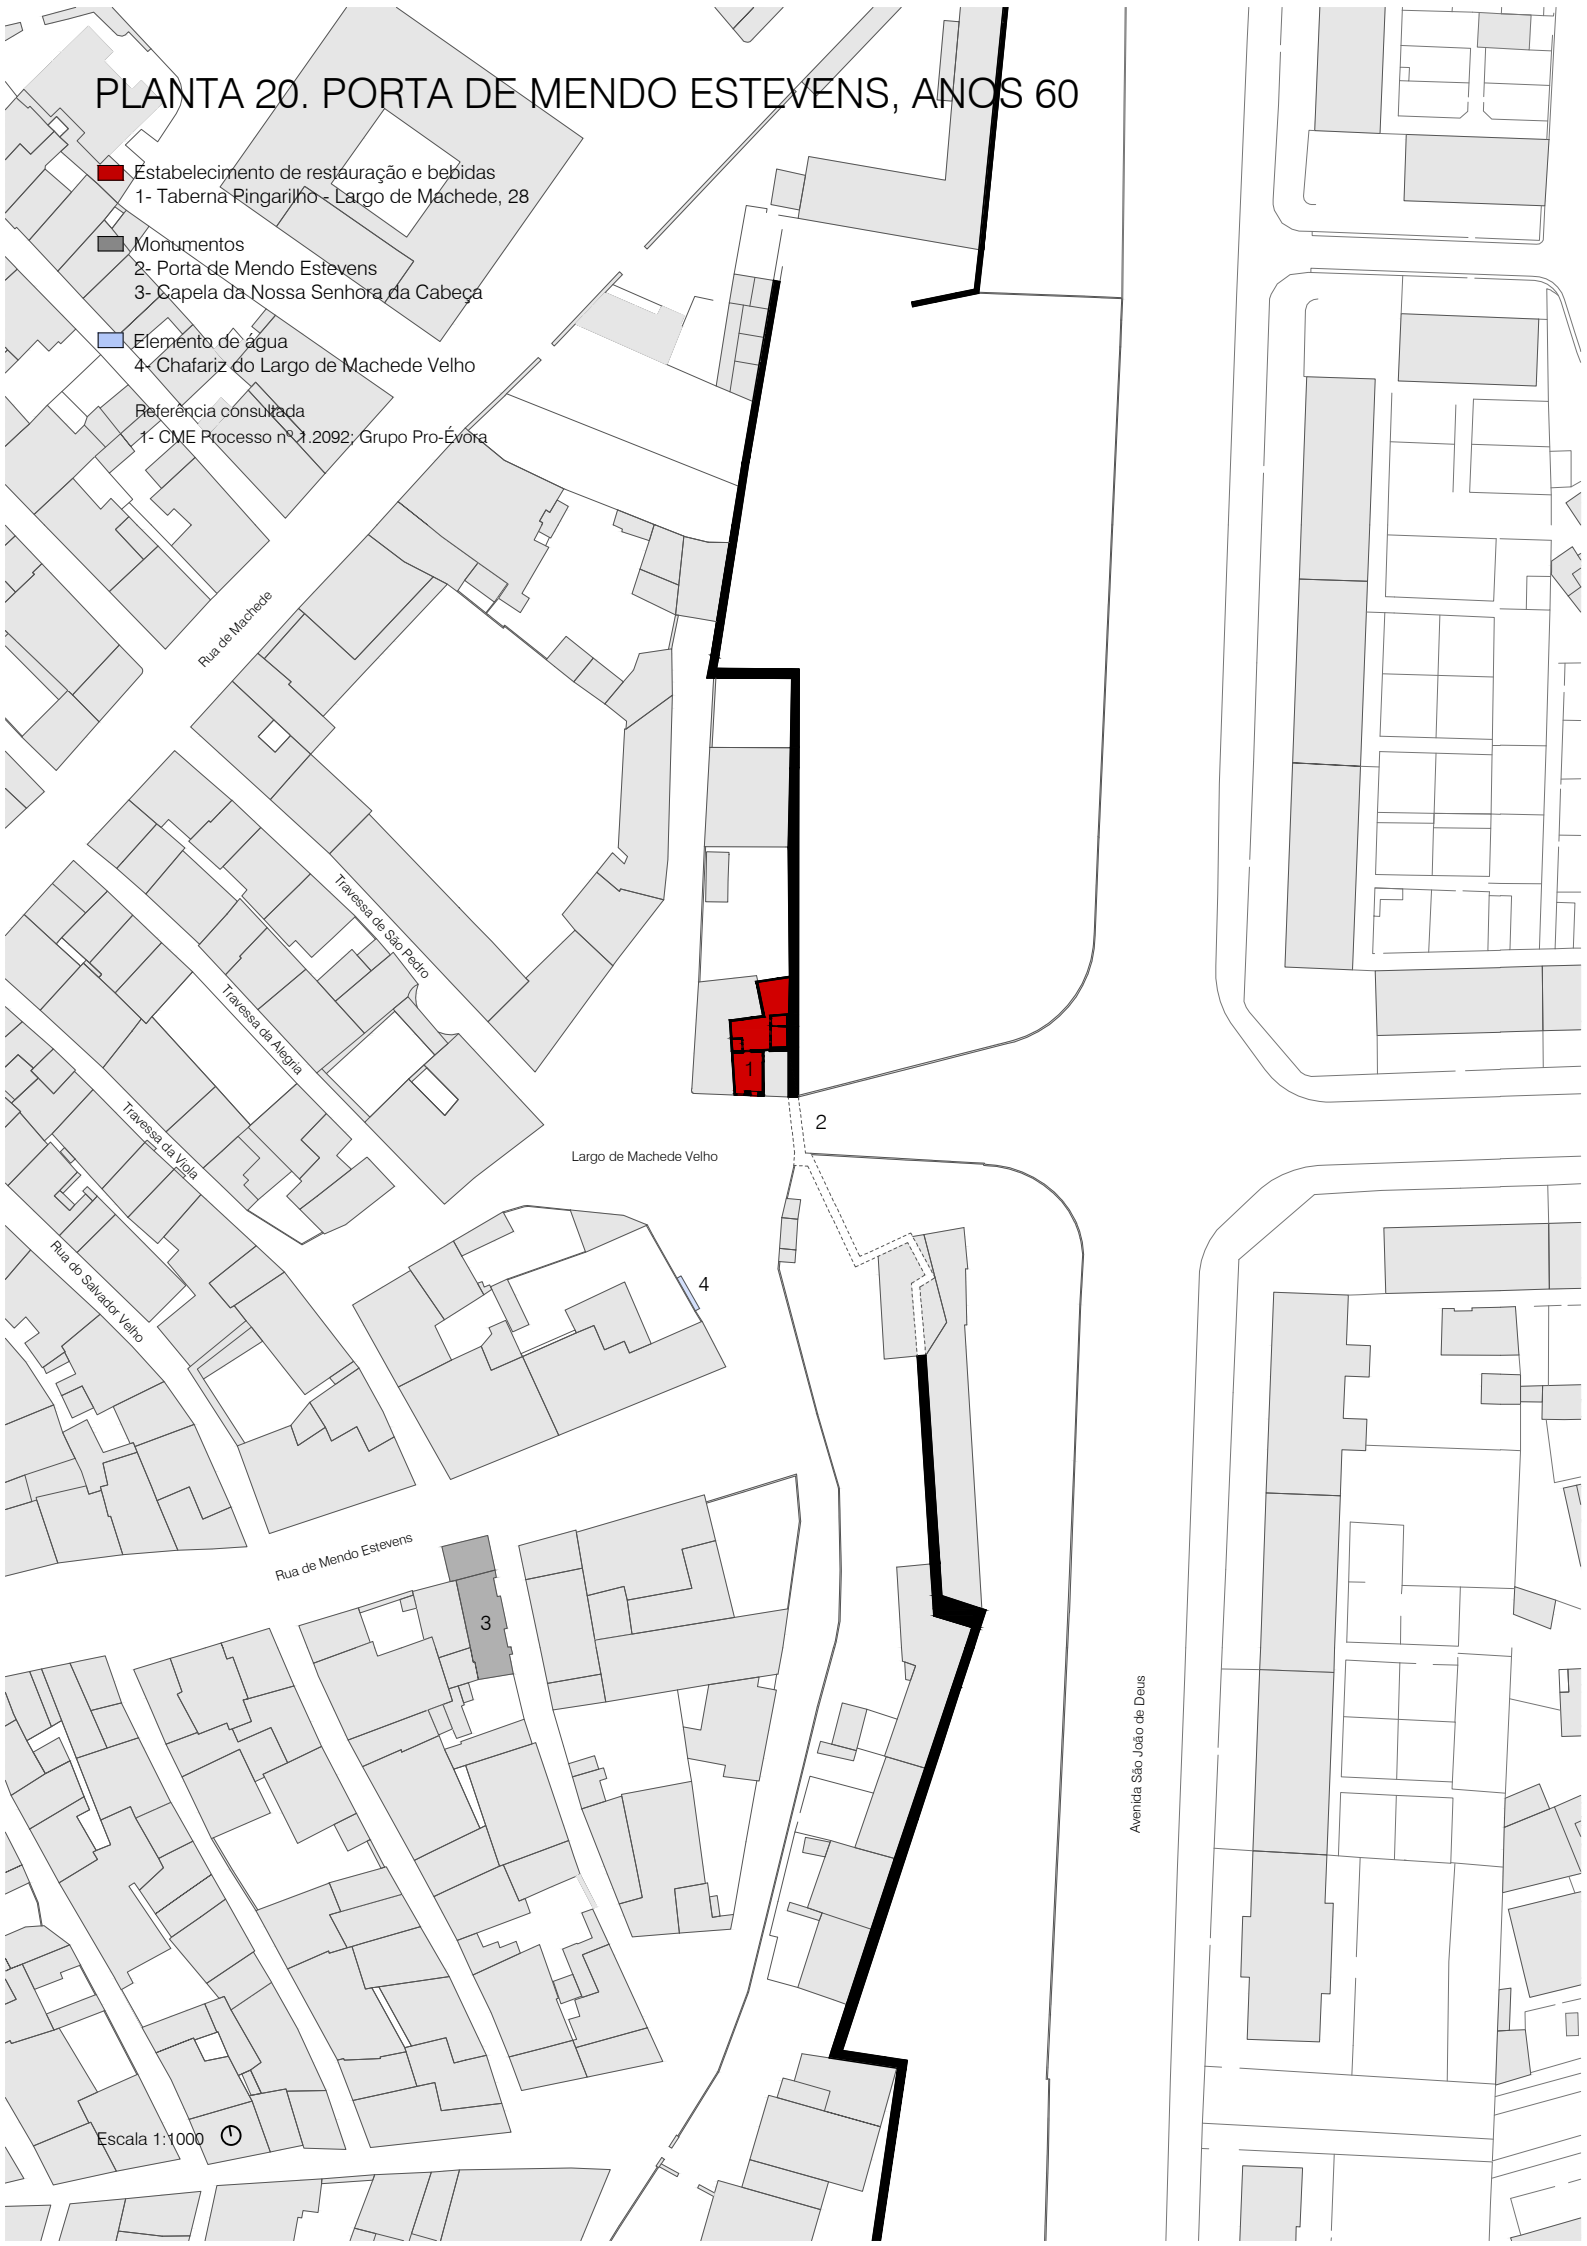 PLANTA 20. PORTA DE MENDO ESTEVENS, ANOS 60
Estabelecimento de restauração e bebidas
1- Taberna Pingarilho - Largo de Machede, 28
Monumentos
2- Porta de Mendo Estevens
3- Capela da Nossa Senhora da Cabeça
Elemento de água
4- Chafariz do Largo de Machede Velho
Referência consultada
1- CME Processo nº 1.2092; Grupo Pro-Évora
Rua de Machede
Travessa de São Pedro
Travessa da Alegria
1
2
Travessa da Viola
Largo de Machede Velho
Rua do Salvador Velho
4
Rua de Mendo Estevens
3
Avenida São João de Deus
Escala 1:1000